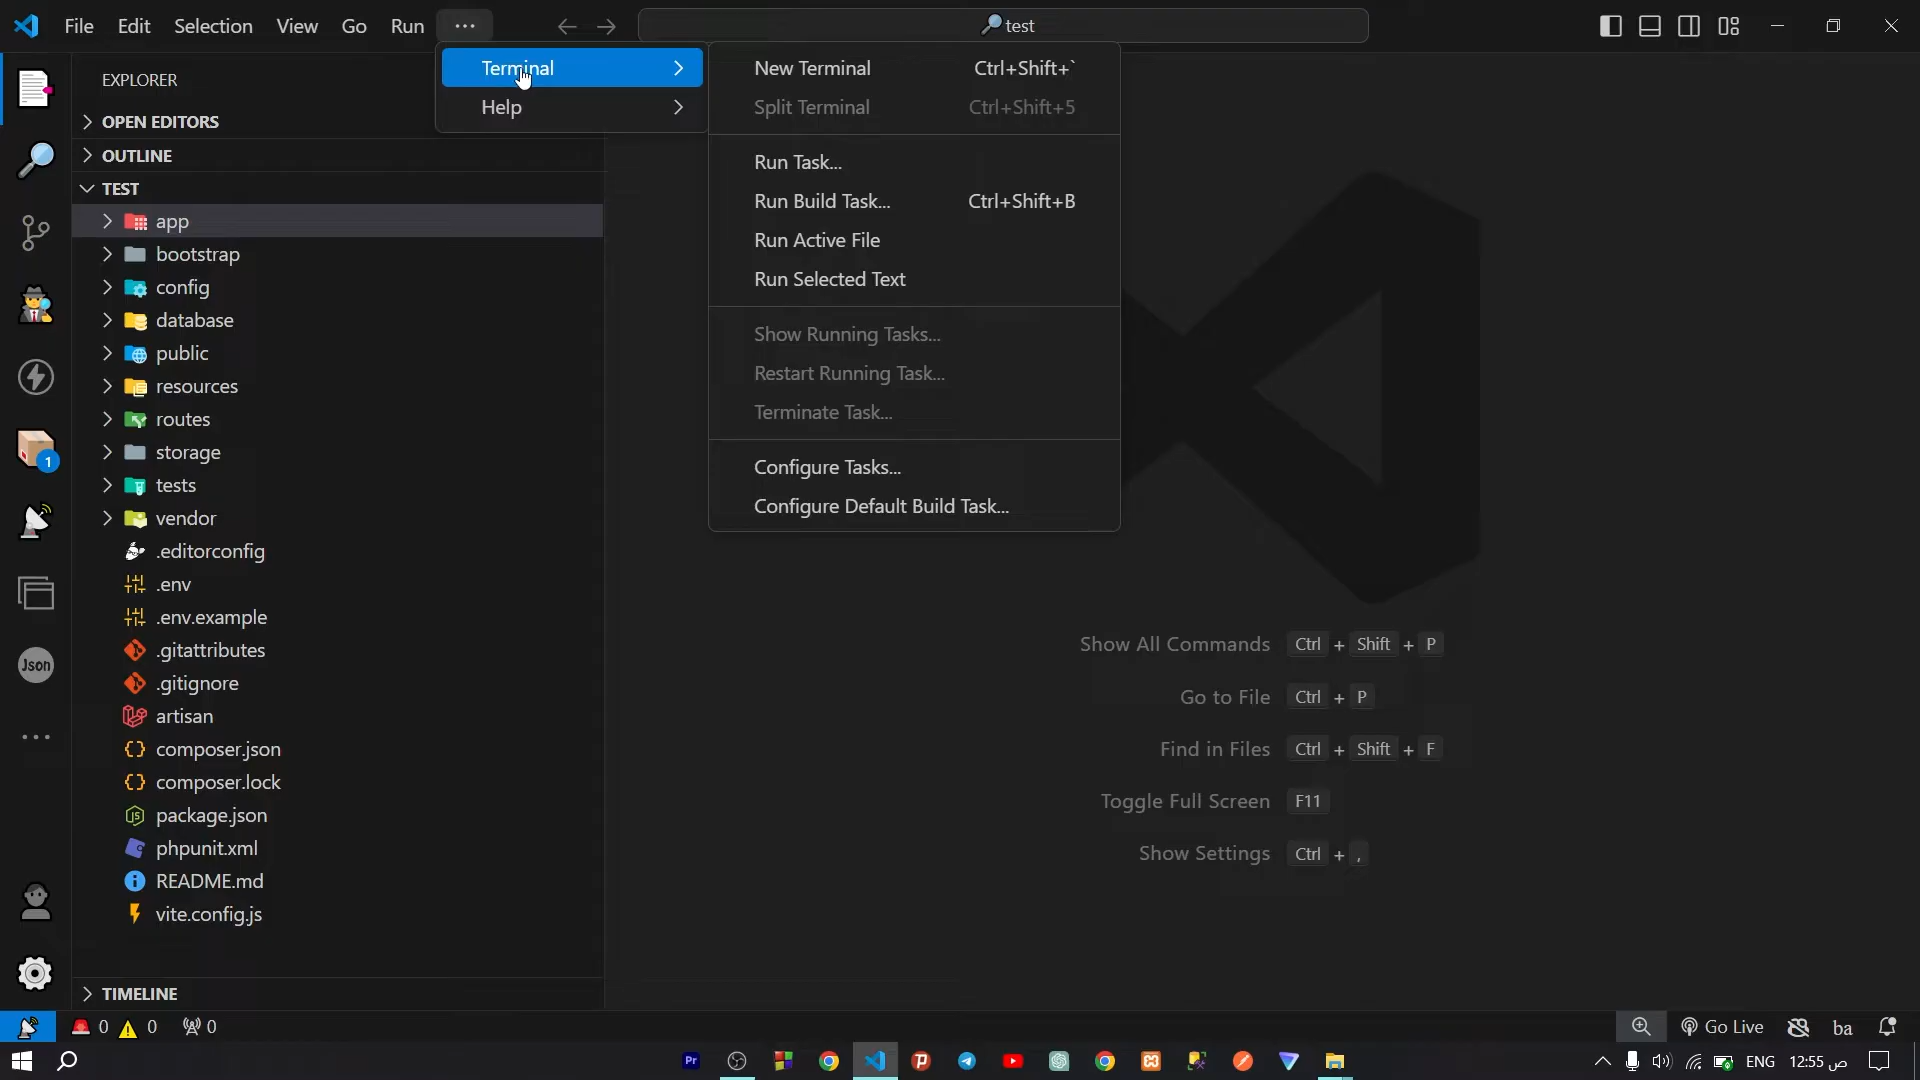 File Edit Selection View Go Run ··· test
EXPLORER
OPEN EDITORS
OUTLINE
TEST
app
bootstrap
config
database
public
resources
routes
storage
tests
vendor
.editorconfig
.env
.env.example
.gitattributes
.gitignore
artisan
composer.json
composer.lock
package.json
phpunit.xml
README.md
vite.config.js
TIMELINE
Json
1
Terminal
Help
New Terminal Ctrl+Shift+`
Split Terminal Ctrl+Shift+5
Run Task...
Run Build Task... Ctrl+Shift+B
Run Active File
Run Selected Text
Show Running Tasks...
Restart Running Task...
Terminate Task...
Configure Tasks...
Configure Default Build Task...
Show All Commands Ctrl + Shift + P
Go to File Ctrl + P
Find in Files Ctrl + Shift + F
Toggle Full Screen F11
Show Settings Ctrl + ,
0 0 0 Go Live ba
Pr ENG 12:55 ص